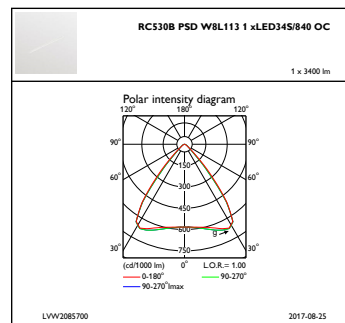 RC530B PSD W8L113 1 xLED34S/840 OC
1 x 3400 lm
Polar intensity diagram
120° 180° 120°
90° 90°
60° 60°
150
300
450
600
750
g
30° 30°
(cd/1000 lm) 0° L.O.R.= 1.00
0-180° 90-270°
90-270°Imax
LVW2085700 2017-08-25